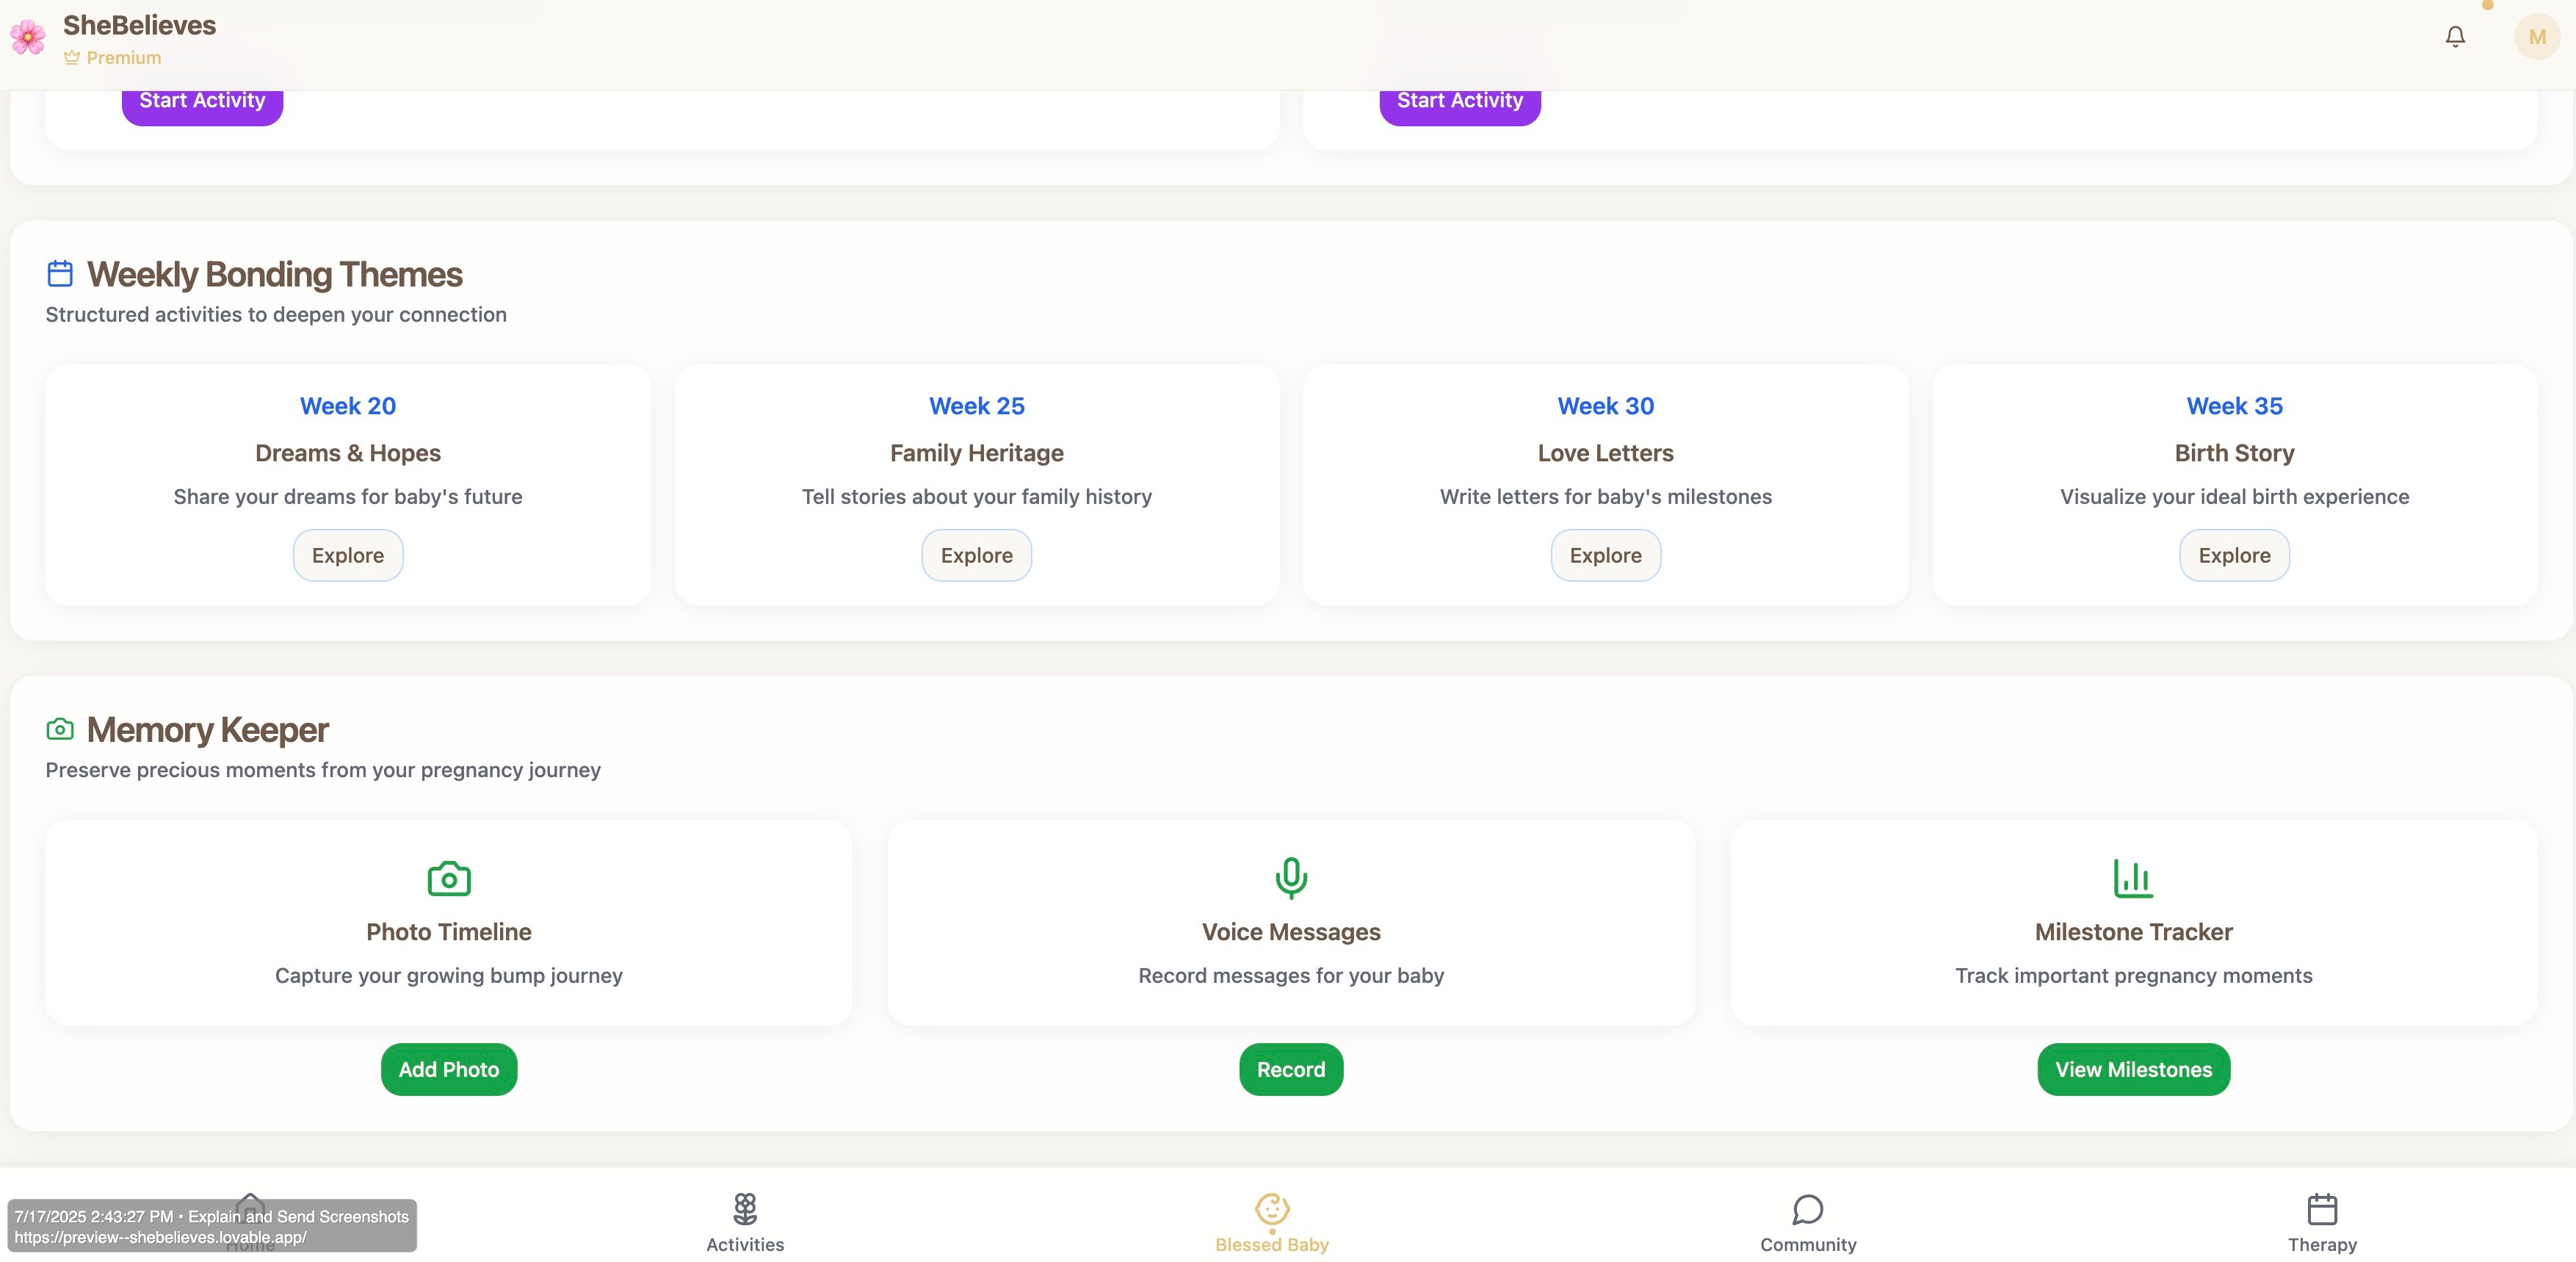 SheBelieves
Premium
M
Start Activity
Start Activity
Weekly Bonding Themes
Structured activities to deepen your connection
Week 20
Dreams & Hopes
Share your dreams for baby's future
Explore
Week 25
Family Heritage
Tell stories about your family history
Explore
Week 30
Love Letters
Write letters for baby's milestones
Explore
Week 35
Birth Story
Visualize your ideal birth experience
Explore
Memory Keeper
Preserve precious moments from your pregnancy journey
Photo Timeline
Capture your growing bump journey
Add Photo
Voice Messages
Record messages for your baby
Record
Milestone Tracker
Track important pregnancy moments
View Milestones
7/17/2025 2:43:27 PM • Explain and Send Screenshots
https://preview--shebelieves.lovable.app/
Home
Activities
Blessed Baby
Community
Therapy